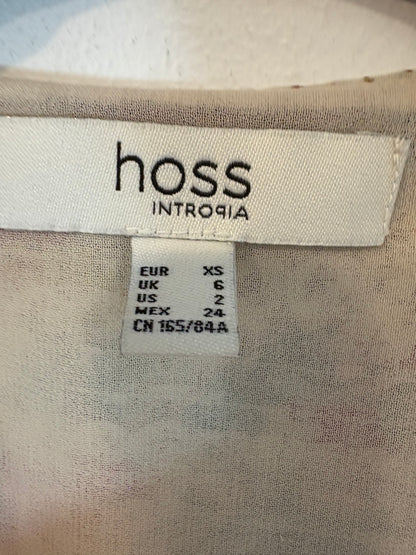 hoss
INTROPIA
EUR XS
UK 6
US 2
MEX 24
CN 165/84A